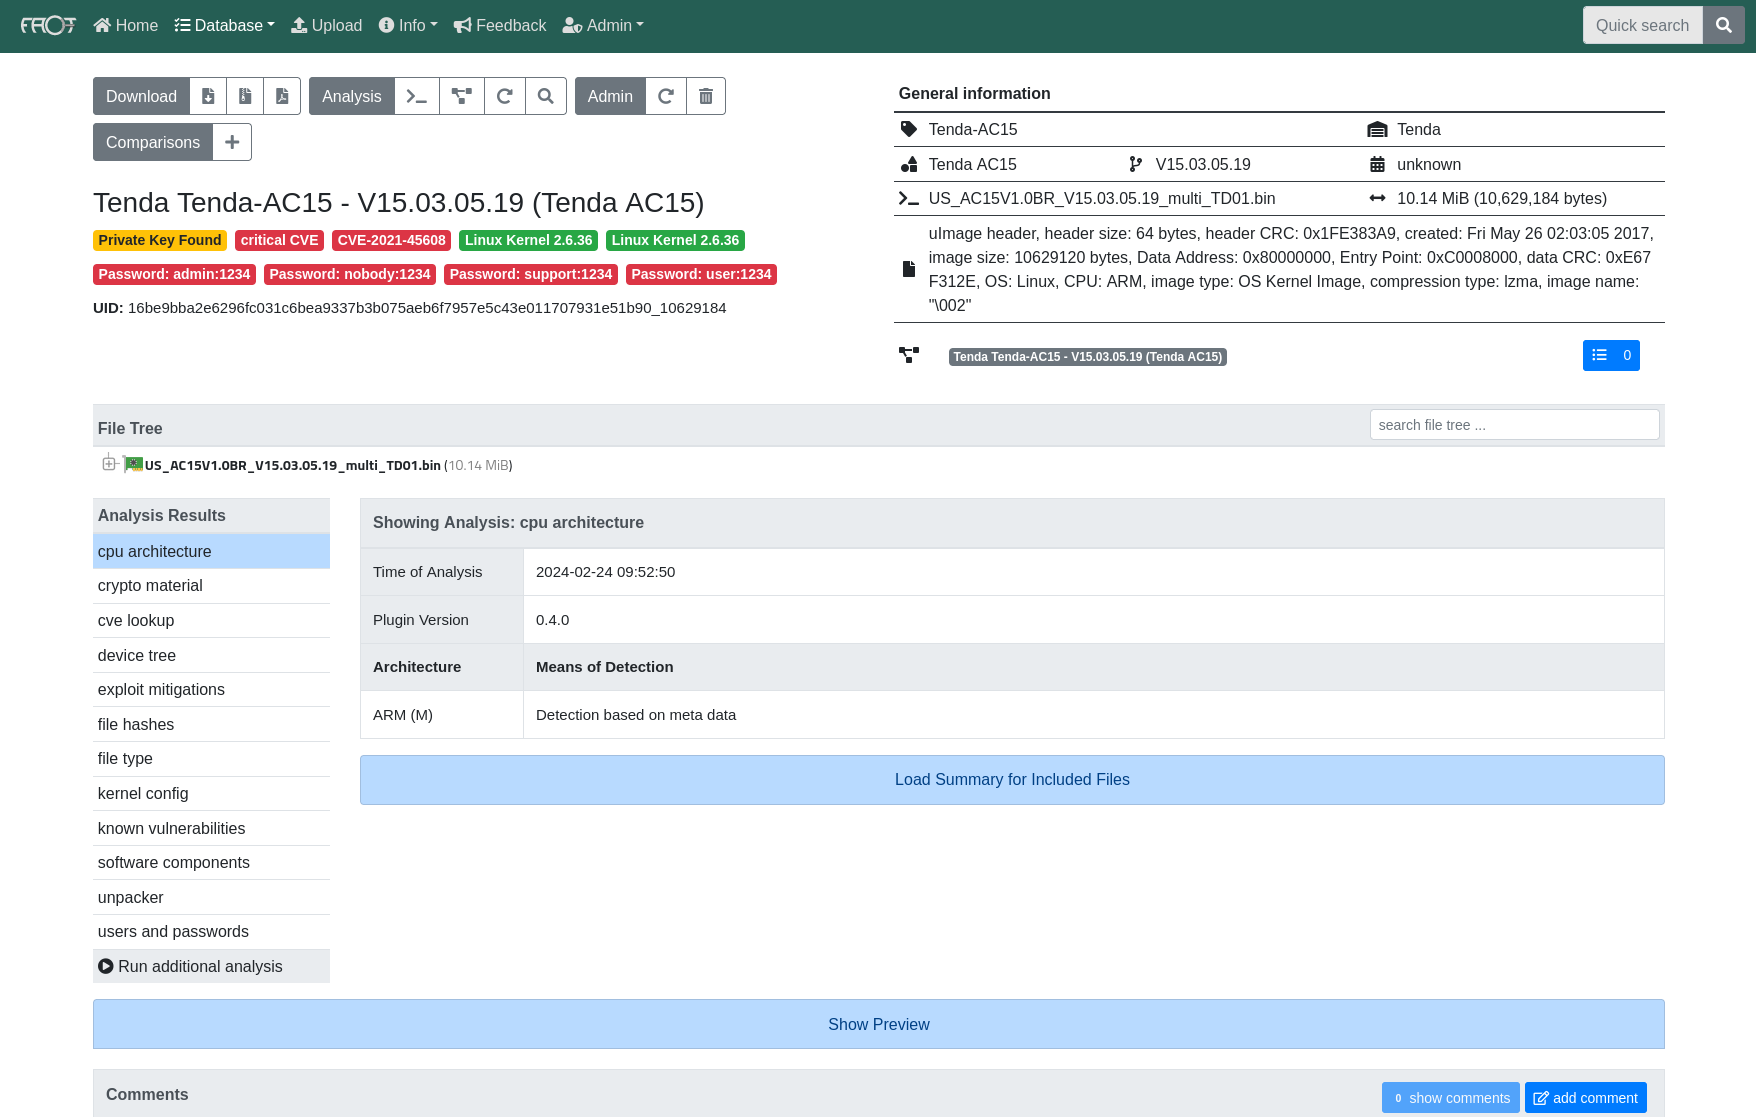 FACT Home Database Upload Info Feedback Admin Quick search
Download Analysis Admin
Comparisons
Tenda Tenda-AC15 - V15.03.05.19 (Tenda AC15)
Private Key Found critical CVE CVE-2021-45608 Linux Kernel 2.6.36 Linux Kernel 2.6.36
Password: admin:1234 Password: nobody:1234 Password: support:1234 Password: user:1234
UID: 16be9bba2e6296fc031c6bea9337b3b075aeb6f7957e5c43e011707931e51b90_10629184
General information
Tenda-AC15 Tenda
Tenda AC15 V15.03.05.19 unknown
US_AC15V1.0BR_V15.03.05.19_multi_TD01.bin 10.14 MiB (10,629,184 bytes)
uImage header, header size: 64 bytes, header CRC: 0x1FE383A9, created: Fri May 26 02:03:05 2017,
image size: 10629120 bytes, Data Address: 0x80000000, Entry Point: 0xC0008000, data CRC: 0xE67
F312E, OS: Linux, CPU: ARM, image type: OS Kernel Image, compression type: lzma, image name:
"\002"
Tenda Tenda-AC15 - V15.03.05.19 (Tenda AC15) 0
File Tree search file tree ...
US_AC15V1.0BR_V15.03.05.19_multi_TD01.bin (10.14 MiB)
Analysis Results
cpu architecture
crypto material
cve lookup
device tree
exploit mitigations
file hashes
file type
kernel config
known vulnerabilities
software components
unpacker
users and passwords
Run additional analysis
Showing Analysis: cpu architecture
Time of Analysis 2024-02-24 09:52:50
Plugin Version 0.4.0
Architecture Means of Detection
ARM (M) Detection based on meta data
Load Summary for Included Files
Show Preview
Comments 0 show comments add comment